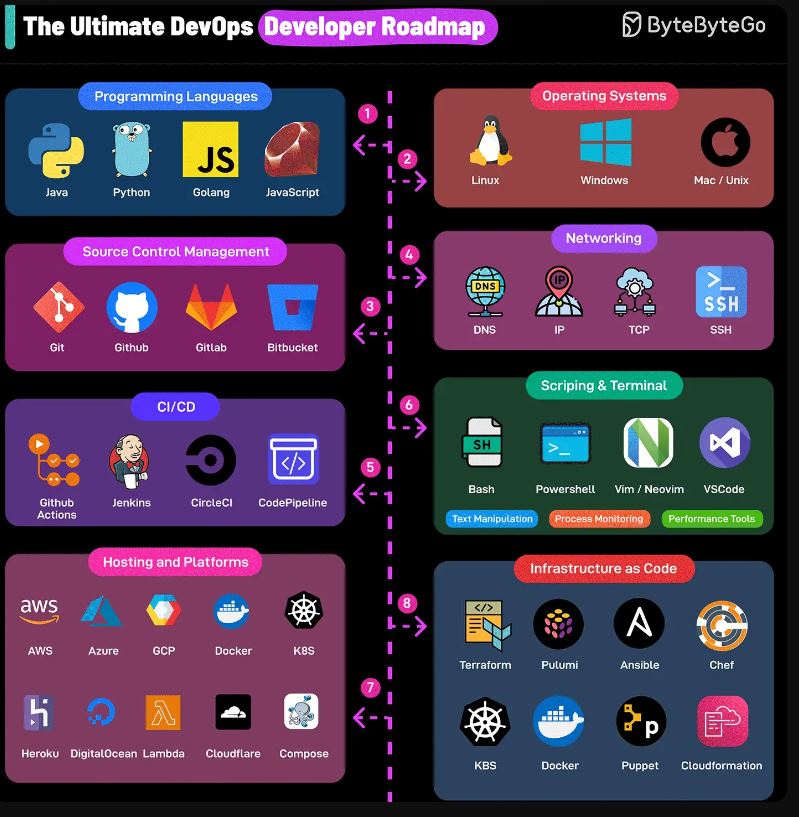 The Ultimate DevOps Developer Roadmap
ByteByteGo
Programming Languages
JS
Java
Python
Golang
JavaScript
1
Operating Systems
Linux
Windows
Mac / Unix
2
Source Control Management
Git
Github
Gitlab
Bitbucket
3
Networking
DNS
IP
>_
SSH
DNS
IP
TCP
SSH
4
CI/CD
</>
Github
Actions
Jenkins
CircleCI
CodePipeline
5
Scriping & Terminal
SH
>_
Bash
Powershell
Vim / Neovim
VSCode
Text Manipulation
Process Monitoring
Performance Tools
6
Hosting and Platforms
aws
AWS
Azure
GCP
Docker
K8S
Heroku
DigitalOcean
Lambda
Cloudflare
Compose
7
Infrastructure as Code
</>
Terraform
Pulumi
Ansible
Chef
KBS
Docker
Puppet
Cloudformation
8